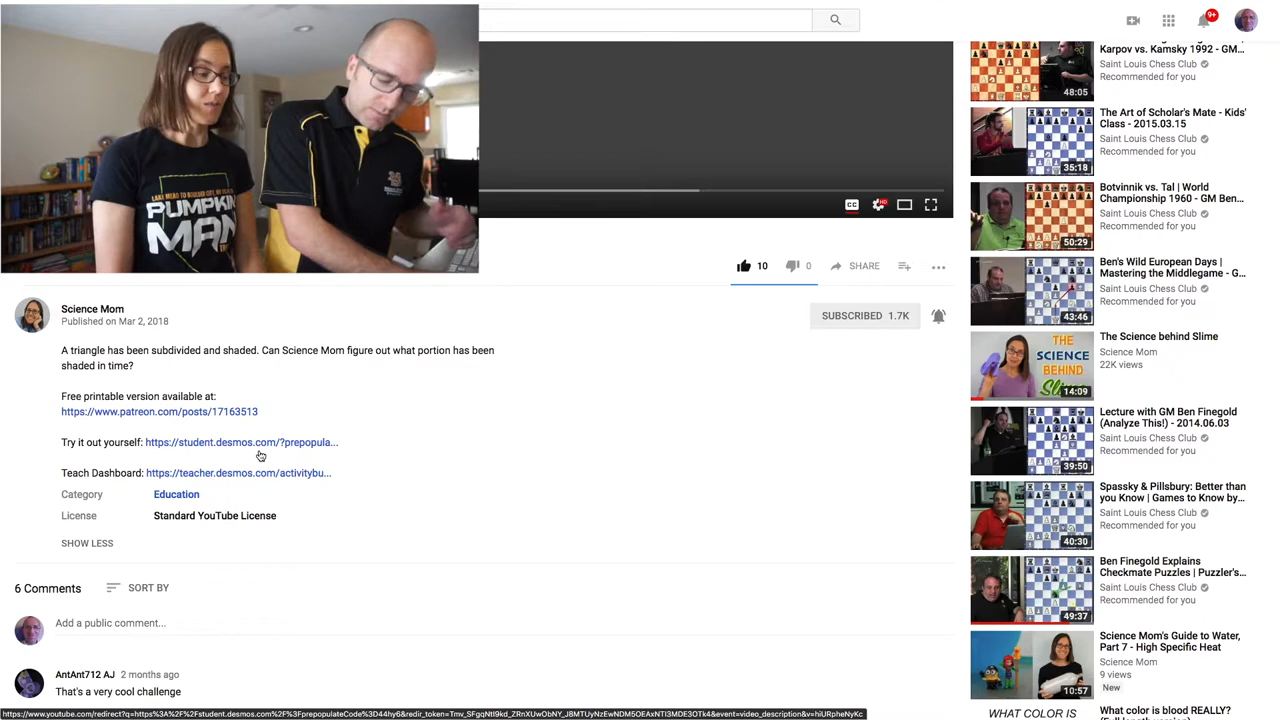 LAKE MEAD TO BOULDER CITY, NV
PUMPKIN
MAN
9+
CC
HD
10
0
SHARE
Science Mom
Published on Mar 2, 2018
SUBSCRIBED 1.7K
A triangle has been subdivided and shaded. Can Science Mom figure out what portion has been
shaded in time?
Free printable version available at:
https://www.patreon.com/posts/17163513
Try it out yourself: https://student.desmos.com/?prepopula...
Teach Dashboard: https://teacher.desmos.com/activitybu...
Category Education
License Standard YouTube License
SHOW LESS
6 Comments SORT BY
Add a public comment...
AntAnt712 AJ 2 months ago
That's a very cool challenge
Karpov vs. Kamsky 1992 - GM...
Saint Louis Chess Club
Recommended for you
48:05
The Art of Scholar's Mate - Kids'
Class - 2015.03.15
Saint Louis Chess Club
Recommended for you
35:18
Botvinnik vs. Tal | World
Championship 1960 - GM Ben...
Saint Louis Chess Club
Recommended for you
50:29
Ben's Wild European Days |
Mastering the Middlegame - G...
Saint Louis Chess Club
Recommended for you
43:46
THE
SCIENCE
BEHIND
14:09
The Science behind Slime
Science Mom
22K views
Lecture with GM Ben Finegold
(Analyze This!) - 2014.06.03
Saint Louis Chess Club
Recommended for you
39:50
Spassky & Pillsbury: Better than
you Know | Games to Know by...
Saint Louis Chess Club
Recommended for you
40:30
Ben Finegold Explains
Checkmate Puzzles | Puzzler's...
Saint Louis Chess Club
Recommended for you
49:37
Science Mom's Guide to Water,
Part 7 - High Specific Heat
Science Mom
9 views
New
10:57
WHAT COLOR IS
What color is blood REALLY?